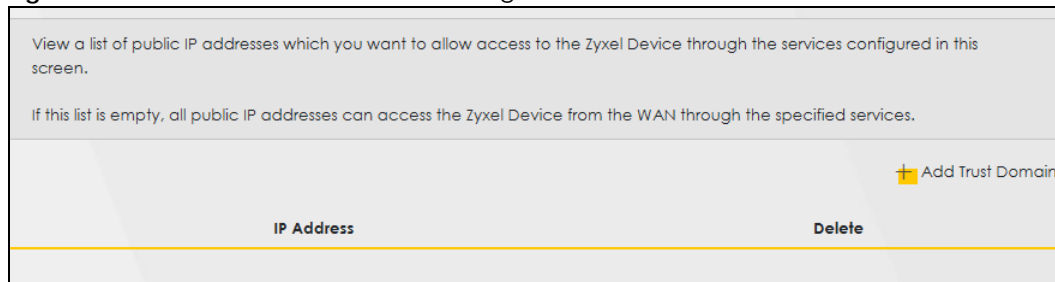 View a list of public IP addresses which you want to allow access to the Zyxel Device through the services configured in this
screen.
If this list is empty, all public IP addresses can access the Zyxel Device from the WAN through the specified services.
+ Add Trust Domain
IP Address Delete